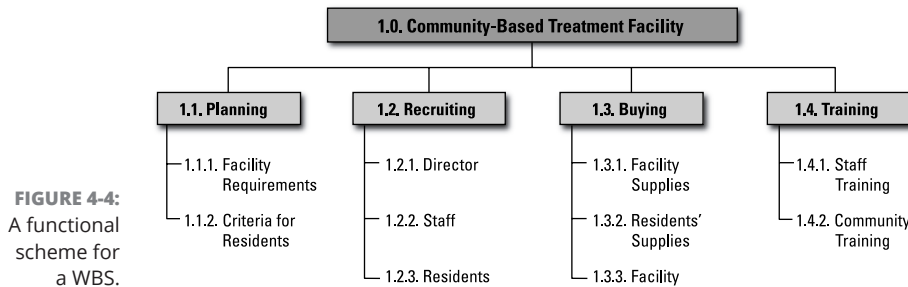 1.0. Community-Based Treatment Facility
1.1. Planning
1.1.1. Facility
Requirements
1.1.2. Criteria for
Residents
1.2. Recruiting
1.2.1. Director
1.2.2. Staff
1.2.3. Residents
1.3. Buying
1.3.1. Facility
Supplies
1.3.2. Residents'
Supplies
1.3.3. Facility
1.4. Training
1.4.1. Staff
Training
1.4.2. Community
Training
FIGURE 4-4:
A functional
scheme for
a WBS.